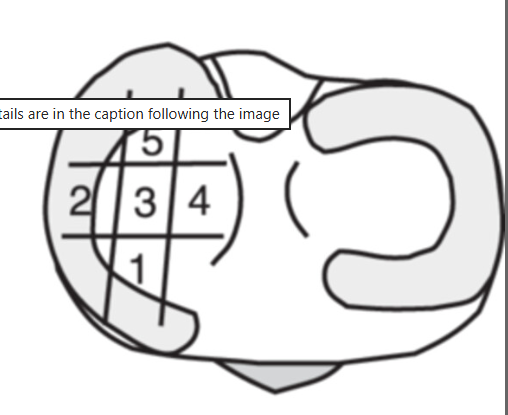 tails are in the caption following the image
5
2 3 4
1